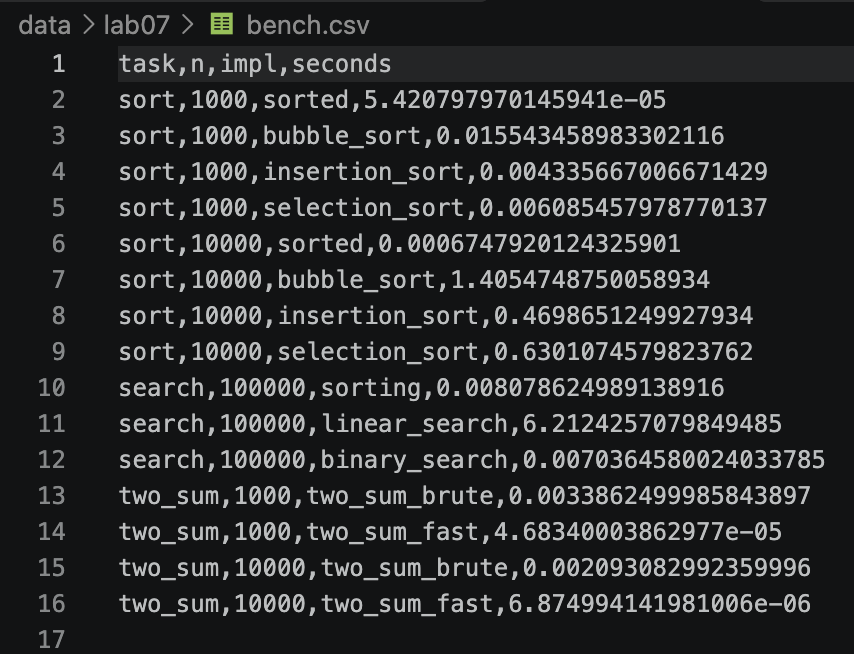 data > lab07 > bench.csv
1 task,n,impl,seconds
2 sort,1000,sorted,5.420797970145941e-05
3 sort,1000,bubble_sort,0.015543458983302116
4 sort,1000,insertion_sort,0.004335667006671429
5 sort,1000,selection_sort,0.006085457978770137
6 sort,10000,sorted,0.0006747920124325901
7 sort,10000,bubble_sort,1.4054748750058934
8 sort,10000,insertion_sort,0.4698651249927934
9 sort,10000,selection_sort,0.6301074579823762
10 search,100000,sorting,0.008078624989138916
11 search,100000,linear_search,6.2124257079849485
12 search,100000,binary_search,0.0070364580024033785
13 two_sum,1000,two_sum_brute,0.0033862499985843897
14 two_sum,1000,two_sum_fast,4.68340003862977e-05
15 two_sum,10000,two_sum_brute,0.002093082992359996
16 two_sum,10000,two_sum_fast,6.874994141981006e-06
17